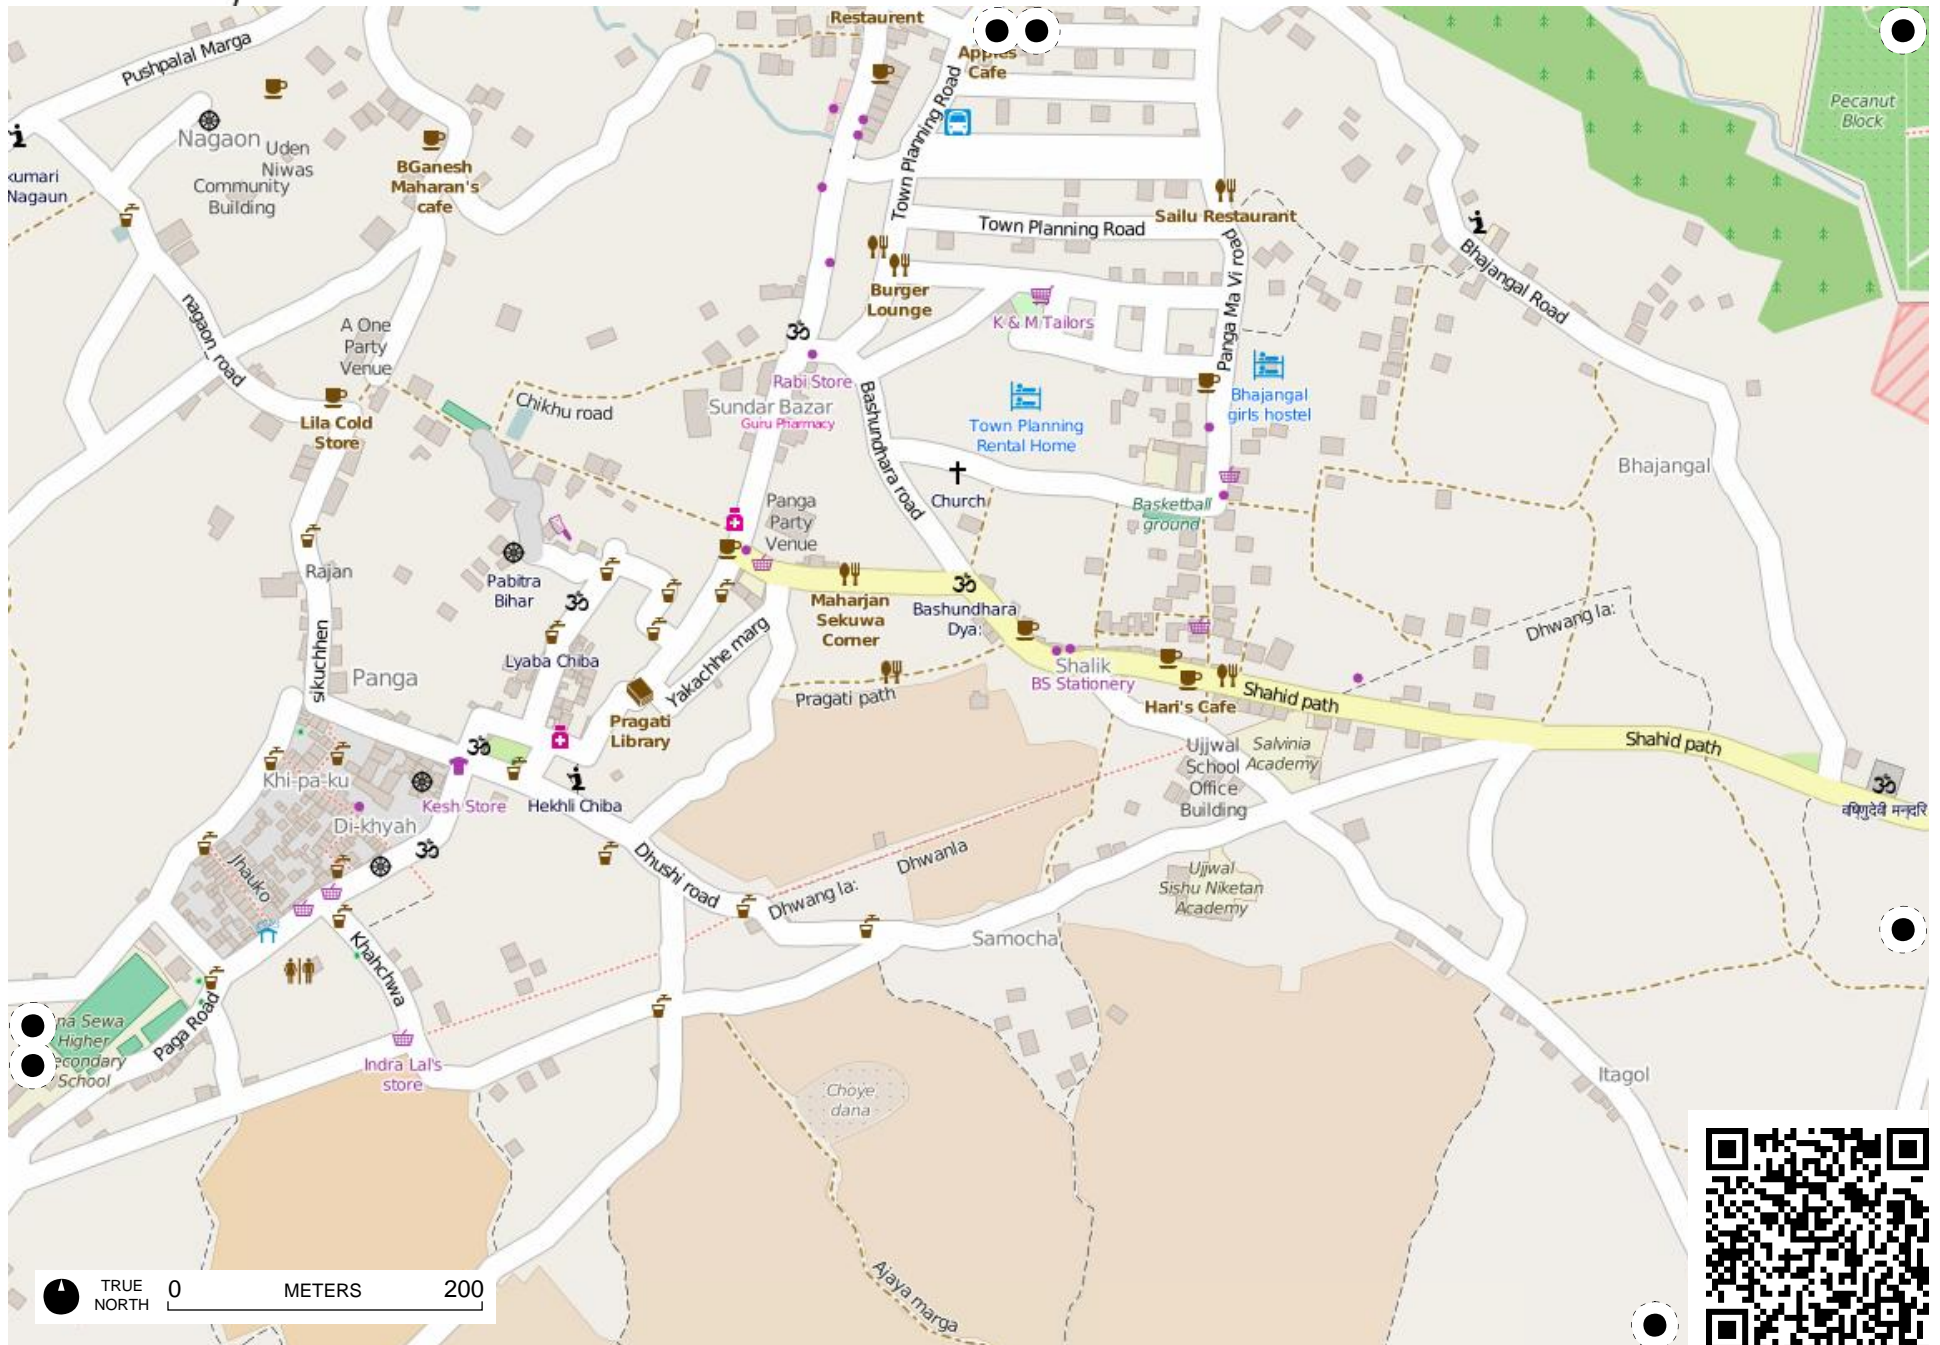 Restaurent
Apples
Cafe
Pushpalal Marga
Nagaon
Uden
Niwas
Community
Building
BGanesh
Maharan's
cafe
kumari
Nagaun
Town Planning Road
Town Planning Road
Sailu Restaurant
Panga Ma Vi road
Bhajangal Road
Pecanut
Block
Burger
Lounge
K & M Tailors
nagaon road
A One
Party
Venue
Lila Cold
Store
Chikhu road
Rabi Store
Sundar Bazar
Guru Pharmacy
Bashundhara road
Town Planning
Rental Home
Bhajangal
girls hostel
Bhajangal
Church
Basketball
ground
Panga
Party
Venue
Rajan
Pabitra
Bihar
Maharjan
Sekuwa
Corner
Bashundhara
Dya:
Dhwang la:
sikuchhen
Panga
Lyaba Chiba
Yakachhe marg
Pragati
Library
Pragati path
Shalik
BS Stationery
Hari's Cafe
Shahid path
Shahid path
Ujjwal
School
Office
Building
Salvinia
Academy
Khi-pa-ku
Kesh Store
Hekhli Chiba
Di-khyah
Jhauko
Dhushi road
Dhwang la:
Dhwanla
Ujjwal
Sishu Niketan
Academy
Samocha
Khahchwa
Paga Road
na Sewa
Higher
econdary
School
Indra Lal's
store
Choye
dana
Itagol
Ajaya marga
TRUE
NORTH
0 METERS 200